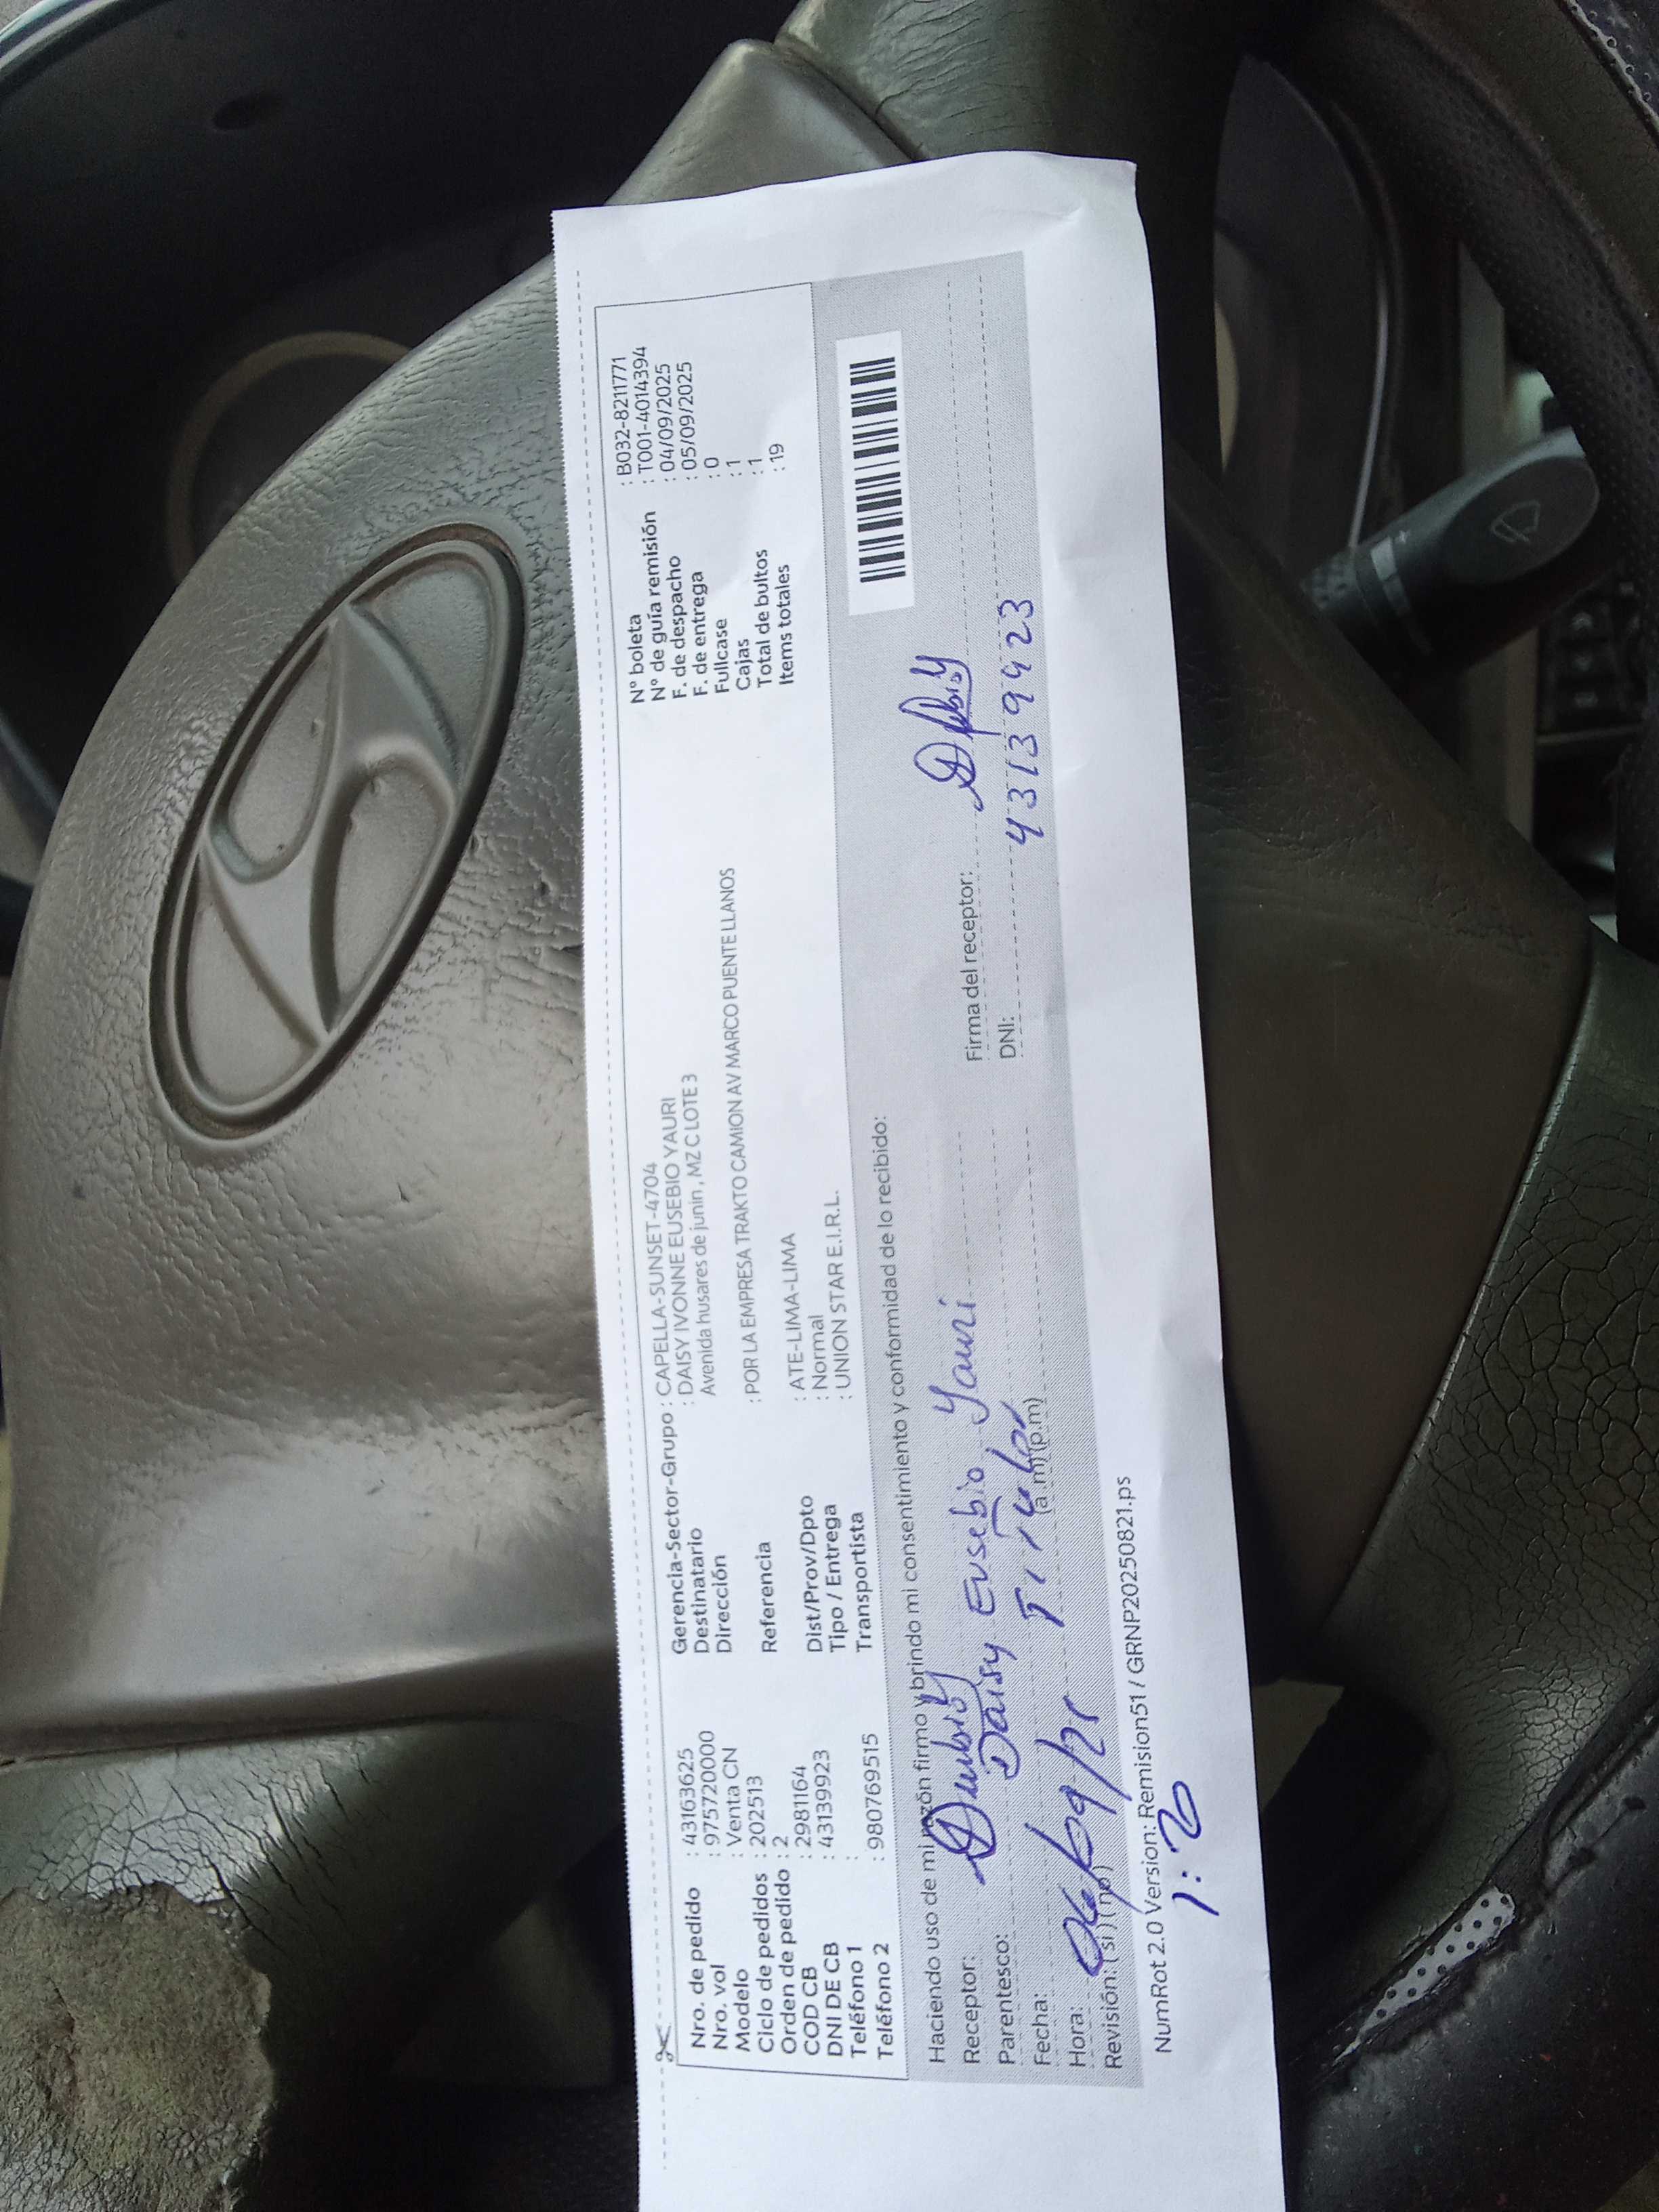 Nro. de pedido : 43163625 Gerencia-Sector-Grupo : CAPELLA-SUNSET-4704 N° boleta : B032-8211771
Nro. vol : 975720000 Destinatario : DAISY IVONNE EUSEBIO YAURI N° de guía remisión : T001-4014394
Modelo : Venta CN Dirección Avenida husares de junin , MZ C LOTE 3 F. de despacho : 04/09/2025
Ciclo de pedidos : 202513 F. de entrega : 05/09/2025
Orden de pedido : 2 Referencia : POR LA EMPRESA TRAKTO CAMION AV MARCO PUENTE LLANOS Fullcase : 0
COD CB : 2981164 Cajas : 1
DNI DE CB : 43139923 Dist/Prov/Dpto : ATE-LIMA-LIMA Total de bultos : 1
Teléfono 1 : Tipo / Entrega : Normal Items totales : 19
Teléfono 2 : 980769515 Transportista : UNION STAR E.I.R.L.
Haciendo uso de mi razón firmo y brindo mi consentimiento y conformidad de lo recibido:
Receptor: Daisy Eusebio Yauri Firma del receptor:
Parentesco: Titular DNI: 43139923
Fecha: 06/09/25
Hora: (a.m) (p.m)
Revisión: (si) (no)
NumRot 2.0 Version: Remision51 / GRNP20250821.ps